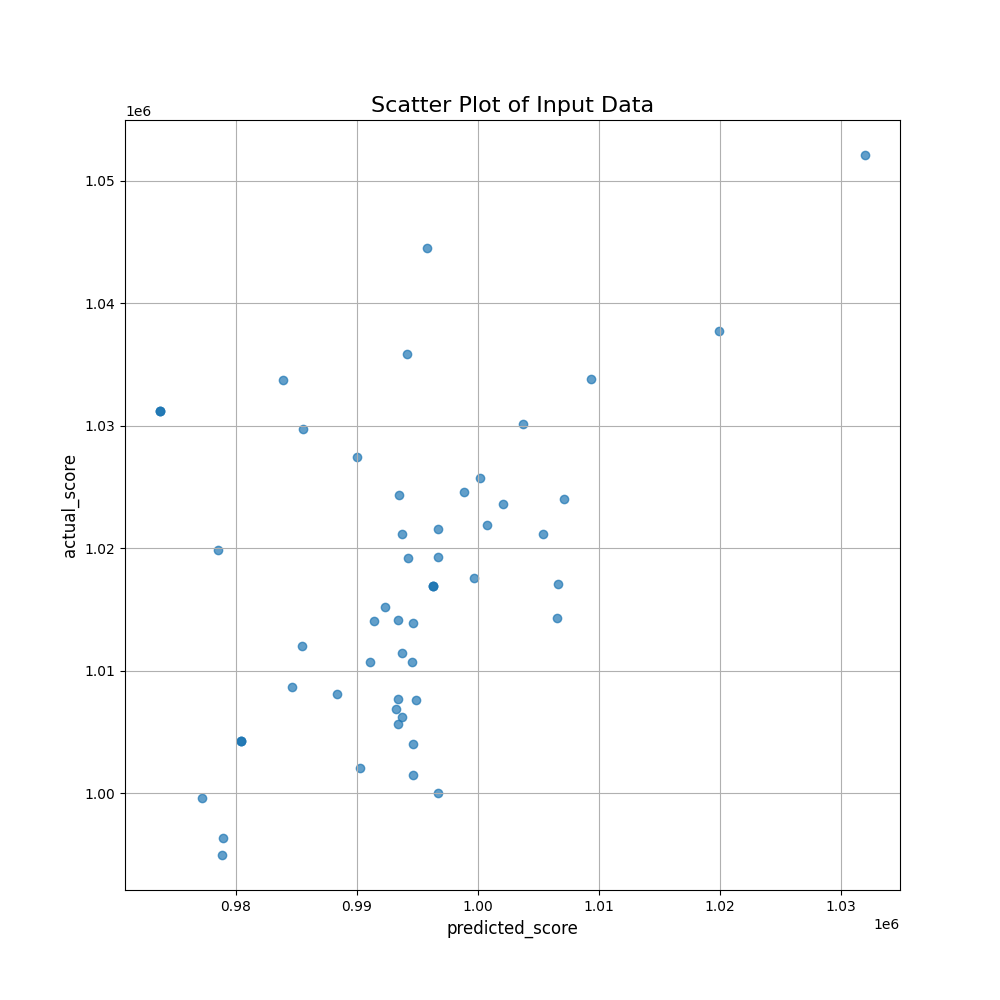 Scatter Plot of Input Data
1e6
1.05
1.04
1.03
1.02
1.01
1.00
actual_score
0.98 0.99 1.00 1.01 1.02 1.03
1e6
predicted_score